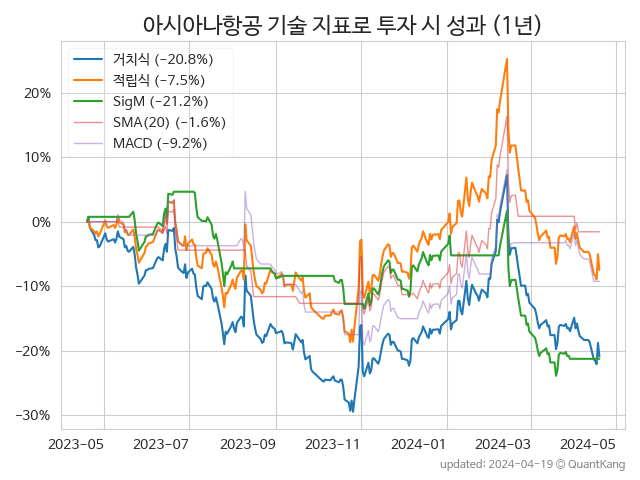 아시아나항공 기술 지표로 투자 시 성과 (1년)
거치식 (−20.8%)
적립식 (−7.5%)
SigM (−21.2%)
SMA(20) (−1.6%)
MACD (−9.2%)
20%
10%
0%
−10%
−20%
−30%
2023-05 2023-07 2023-09 2023-11 2024-01 2024-03 2024-05
updated: 2024-04-19 © QuantKang